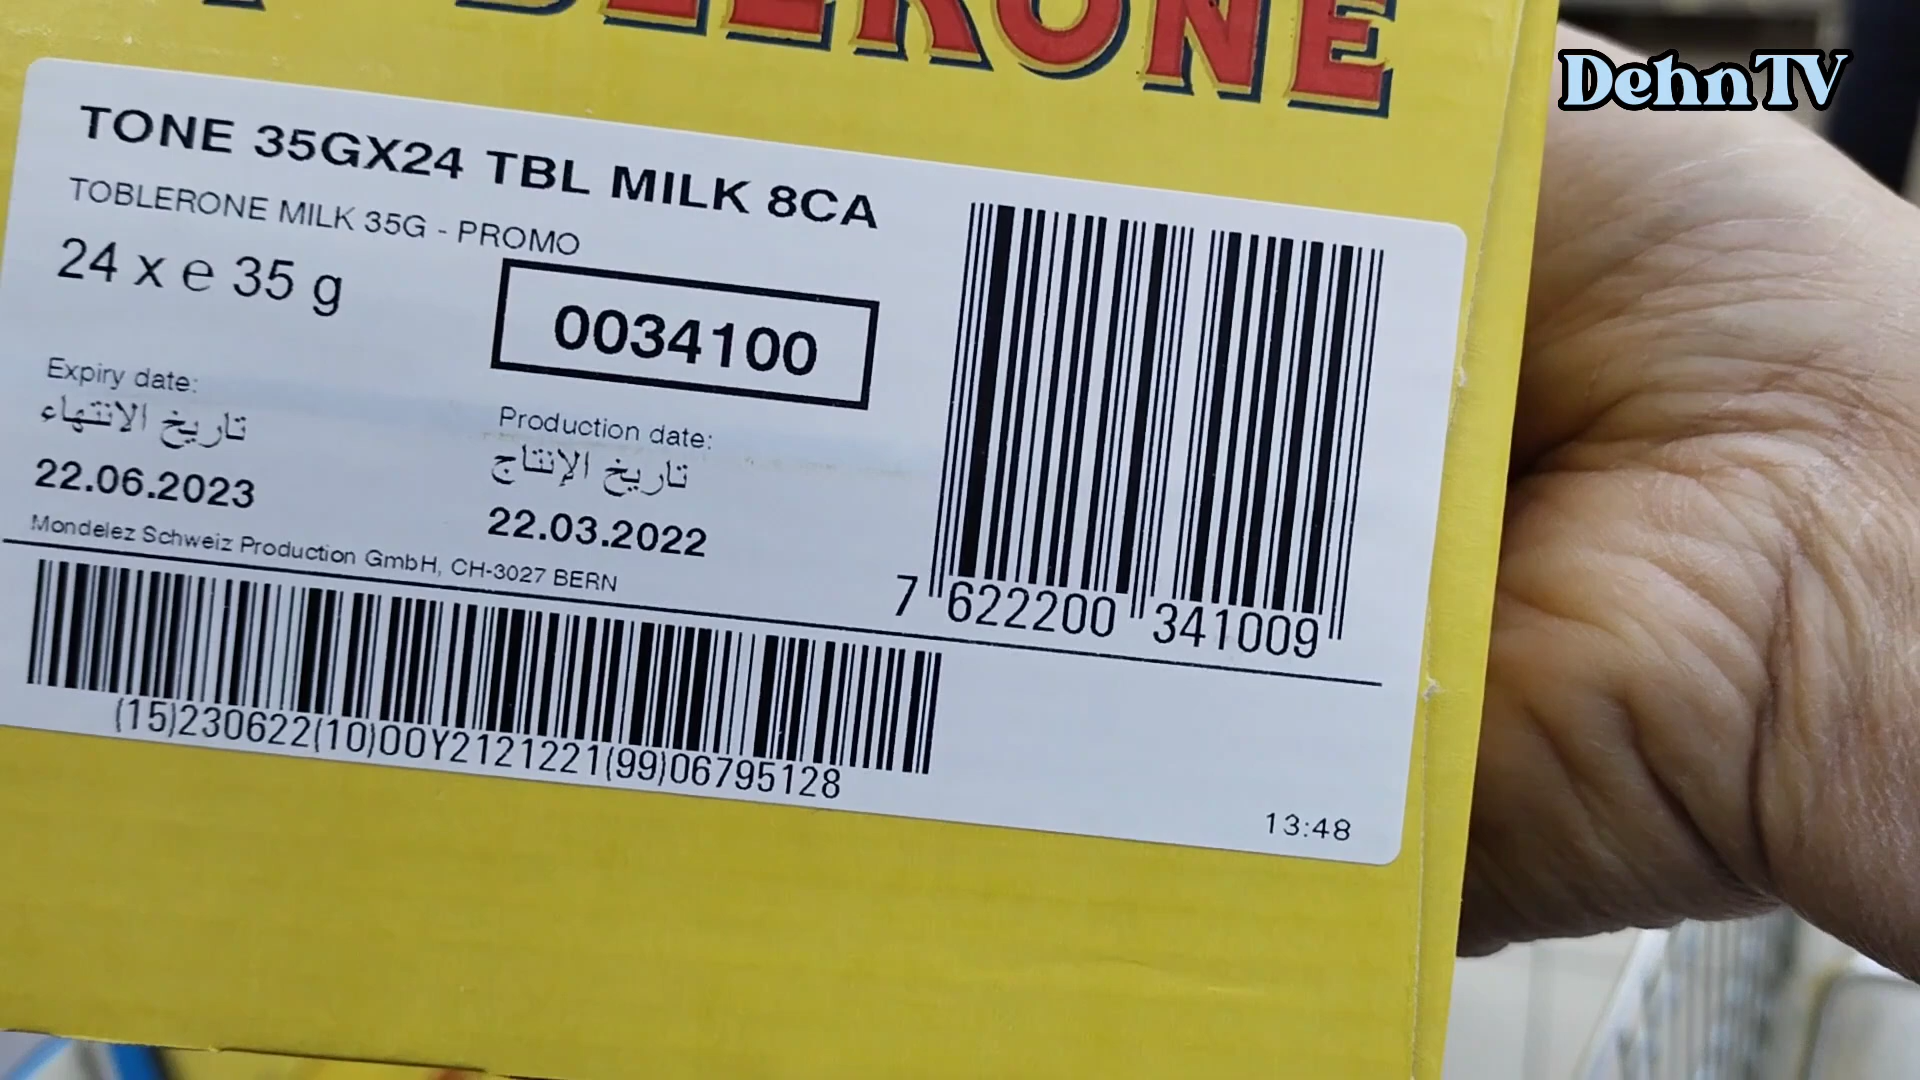 TOBLERONE
DehnTV
TONE 35GX24 TBL MILK 8CA
TOBLERONE MILK 35G - PROMO
24 x e 35 g
0034100
Expiry date:
تاريخ الانتهاء
22.06.2023
Production date:
تاريخ الإنتاج
22.03.2022
Mondelez Schweiz Production GmbH, CH-3027 BERN
7 622200 341009
(15)230622(10)00Y2121221(99)06795128
13:48